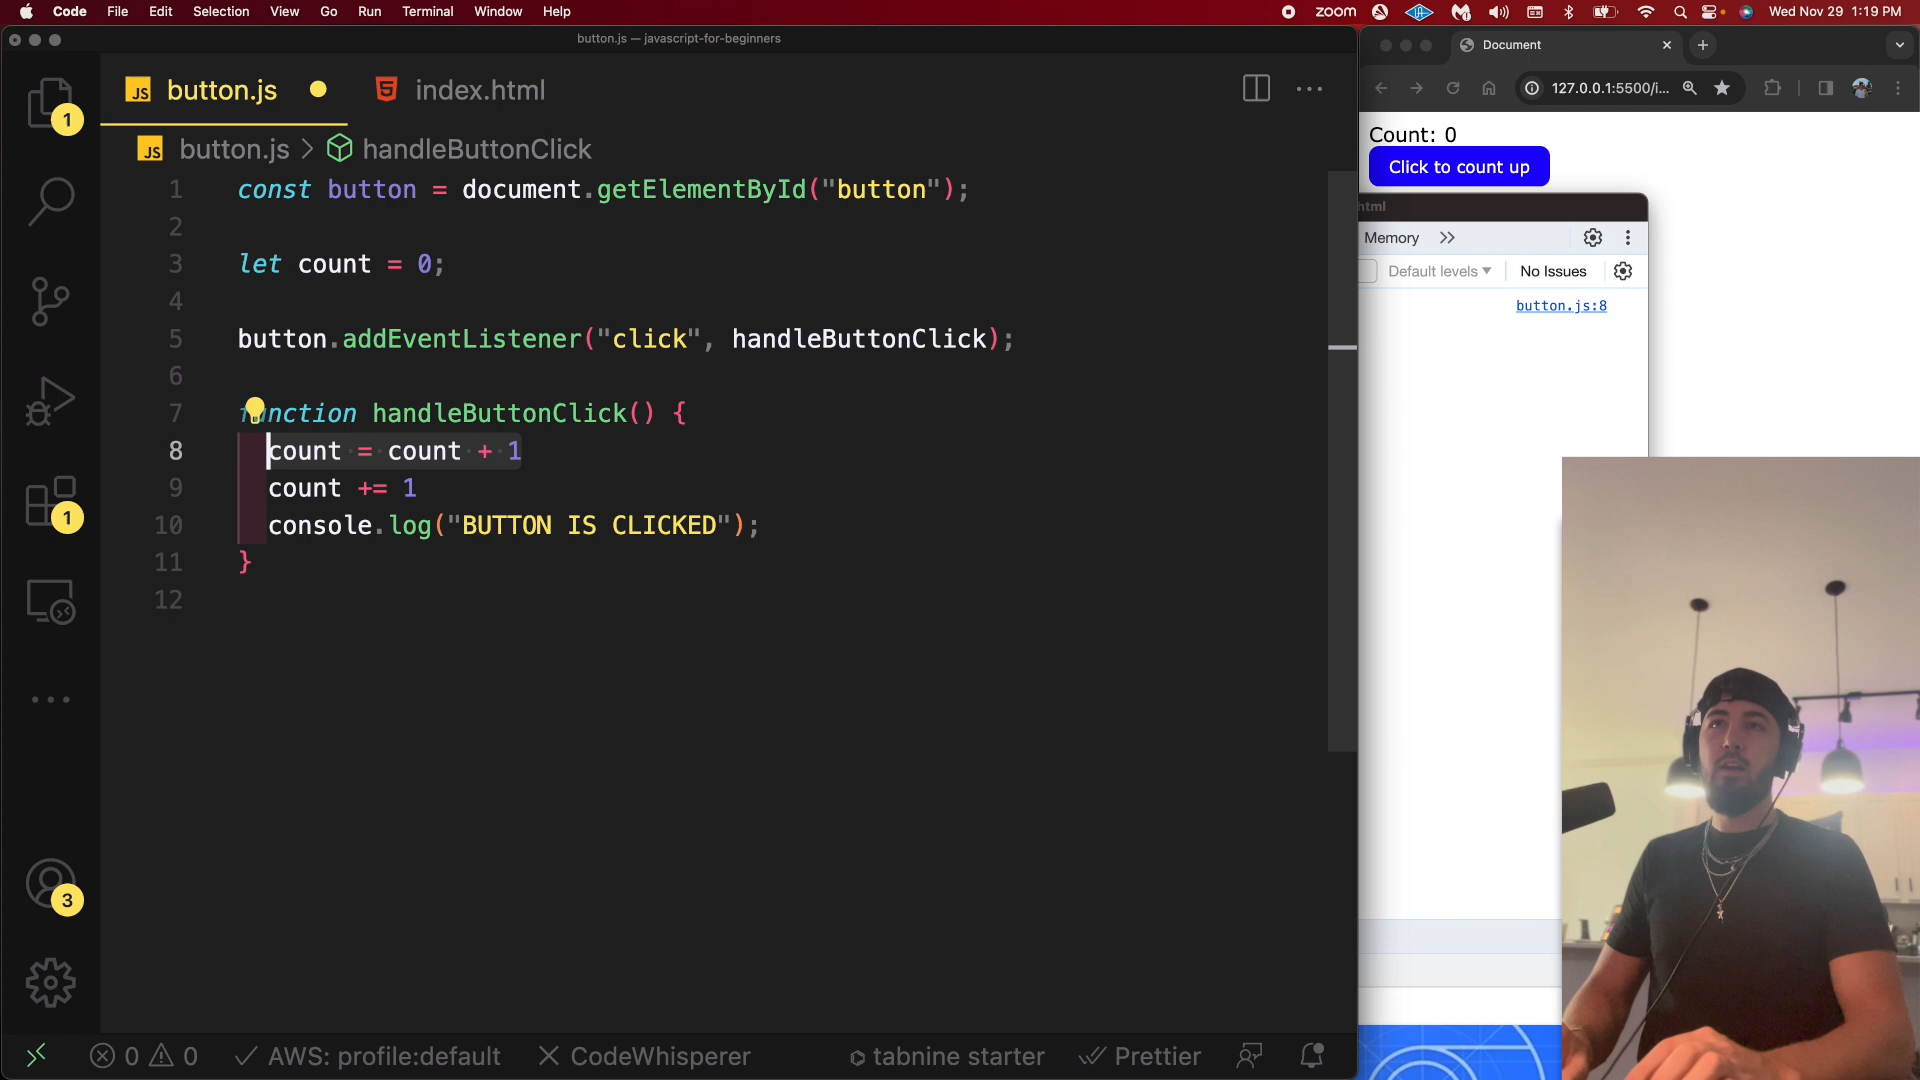 Code File Edit Selection View Go Run Terminal Window Help
zoom Wed Nov 29 1:19 PM
button.js — javascript-for-beginners
Document
button.js index.html
127.0.0.1:5500/i...
button.js > handleButtonClick
1 const button = document.getElementById("button");
2
3 let count = 0;
4
5 button.addEventListener("click", handleButtonClick);
6
7 function handleButtonClick() {
8 count = count + 1
9 count += 1
10 console.log("BUTTON IS CLICKED");
11 }
12
1
1
3
Count: 0
Click to count up
html
Memory
Default levels No Issues
button.js:8
0 0 AWS: profile:default CodeWhisperer tabnine starter Prettier